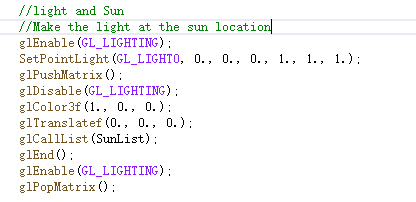 //light and Sun
//Make the light at the sun location
glEnable(GL_LIGHTING);
SetPointLight(GL_LIGHT0, 0., 0., 0., 1., 1., 1.);
glPushMatrix();
glDisable(GL_LIGHTING);
glColor3f(1., 0., 0.);
glTranslatef(0., 0., 0.);
glCallList(SunList);
glEnd();
glEnable(GL_LIGHTING);
glPopMatrix();